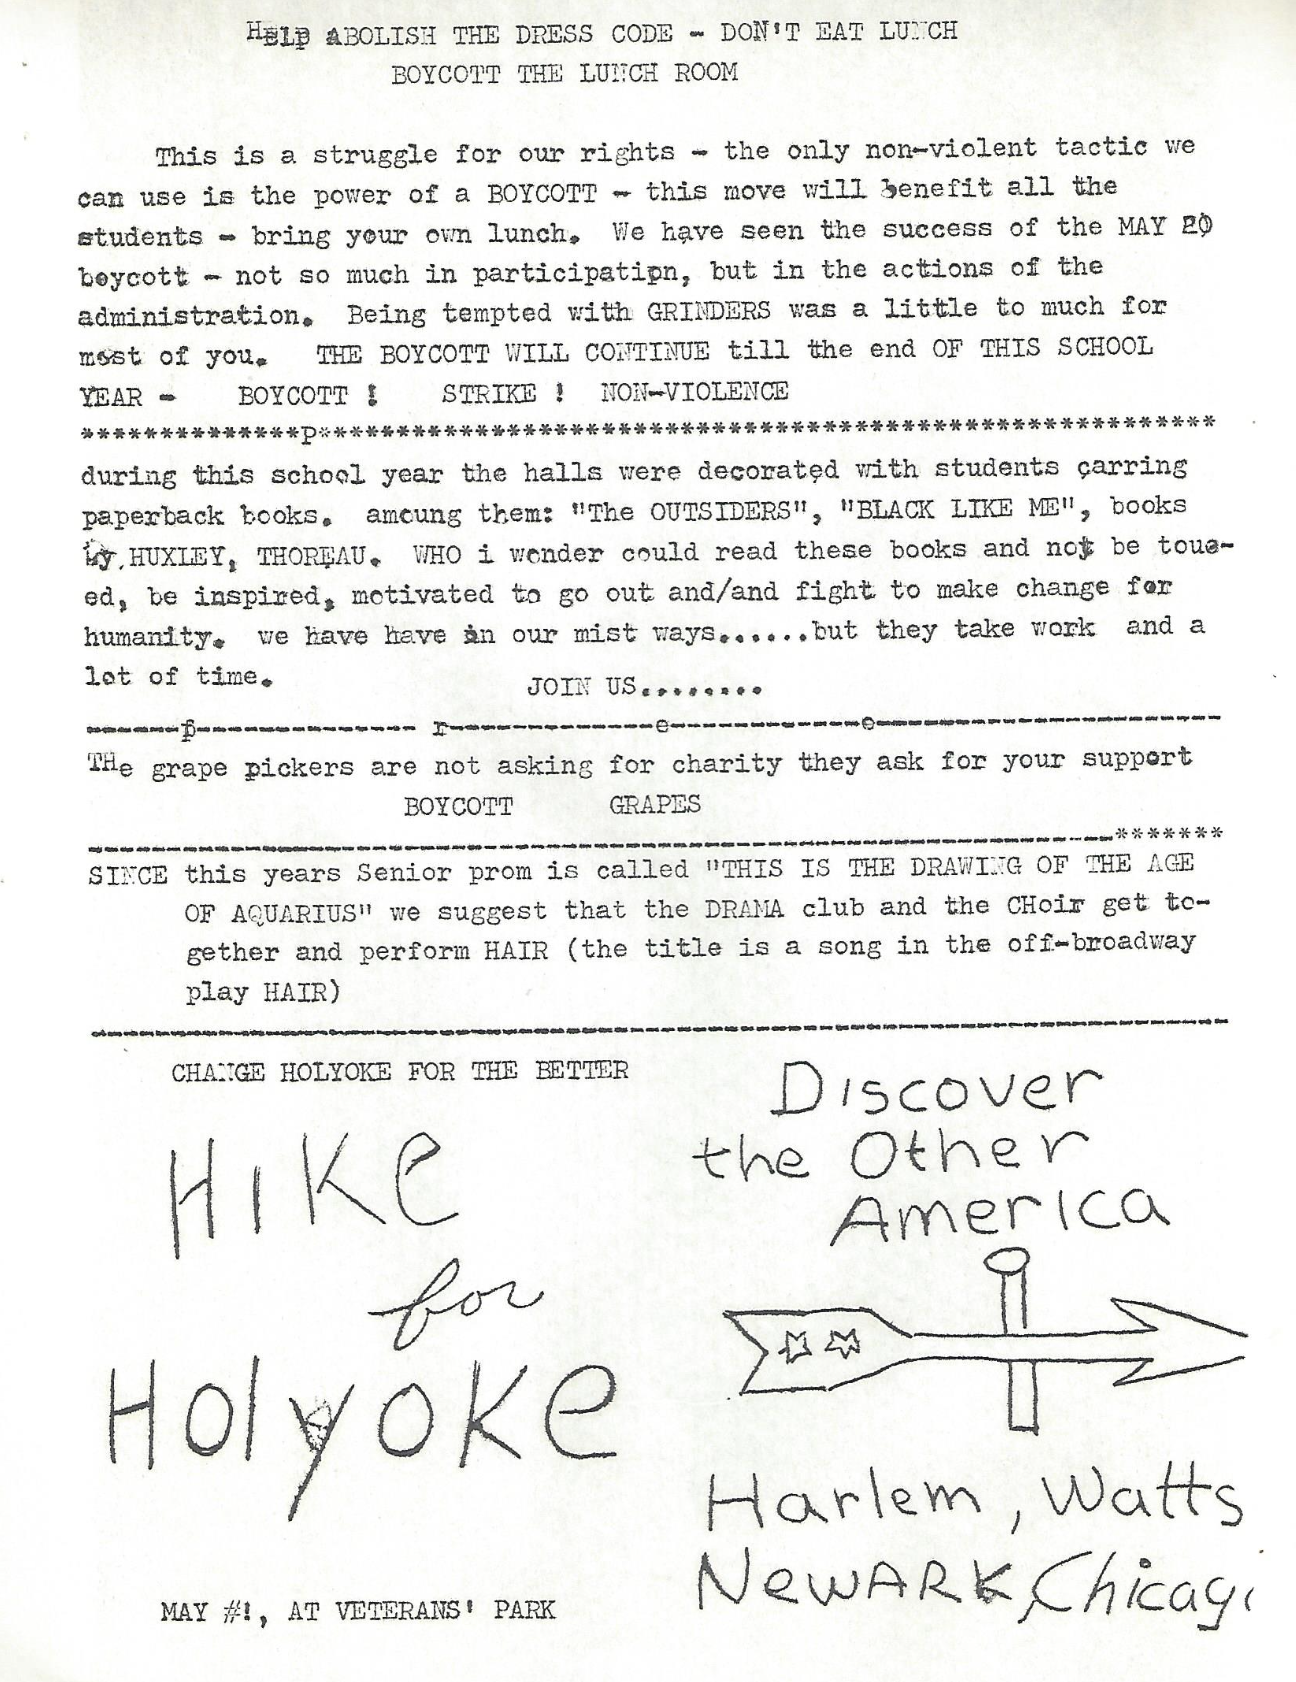 HELP ABOLISH THE DRESS CODE - DON'T EAT LUNCH
BOYCOTT THE LUNCH ROOM
This is a struggle for our rights - the only non-violent tactic we
can use is the power of a BOYCOTT - this move will benefit all the
students - bring your own lunch. We have seen the success of the MAY 20
boycott - not so much in participatipn, but in the actions of the
administration. Being tempted with GRINDERS was a little to much for
most of you. THE BOYCOTT WILL CONTINUE till the end OF THIS SCHOOL
YEAR - BOYCOTT ! STRIKE ! NON-VIOLENCE
**************p**********************************************************
during this school year the halls were decorated with students carring
paperback books. amoung them: "The OUTSIDERS", "BLACK LIKE ME", books
by HUXLEY, THOREAU. WHO i wonder could read these books and not be toue-
ed, be inspired, motivated to go out and/and fight to make change for
humanity. we have have in our mist ways......but they take work and a
lot of time.
JOIN US........
------p-------------- r-------------e------------e----------------------
THe grape pickers are not asking for charity they ask for your support
BOYCOTT GRAPES
------------------------------------------------------------------*******
SINCE this years Senior prom is called "THIS IS THE DRAWING OF THE AGE
OF AQUARIUS" we suggest that the DRAMA club and the CHoir get to-
gether and perform HAIR (the title is a song in the off-broadway
play HAIR)
------------------------------------------------------------------------
CHANGE HOLYOKE FOR THE BETTER
HIKe
for
Holyoke
MAY #1, AT VETERANS' PARK
Discover
the Other
America
Harlem, Watts
NewARK, Chicag